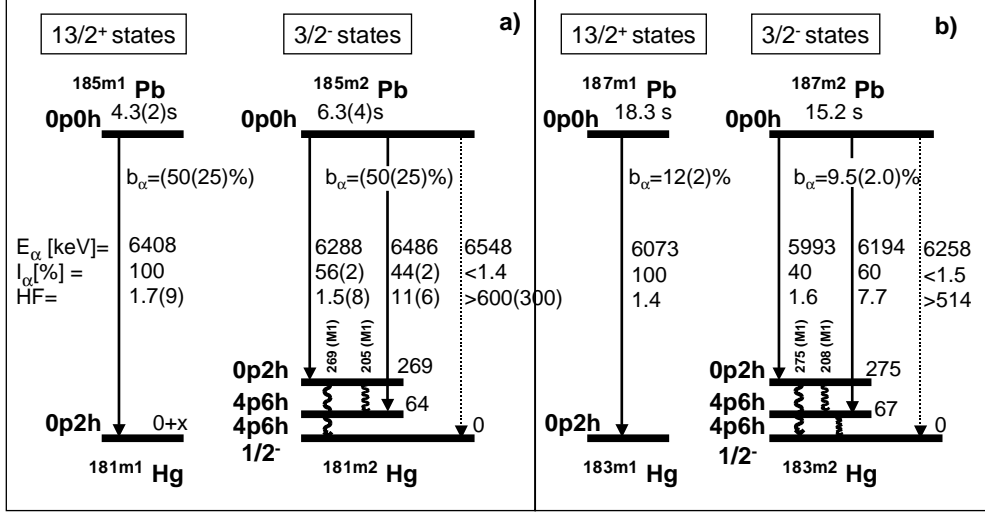 a)
13/2+ states
3/2- states
185m1 Pb
185m2 Pb
0p0h 4.3(2)s
0p0h 6.3(4)s
bα=(50(25)%)
bα=(50(25)%)
Eα [keV]= 6408 6288 6486 6548
Iα[%] = 100 56(2) 44(2) <1.4
HF= 1.7(9) 1.5(8) 11(6) >600(300)
269 (M1)
205 (M1)
0p2h 269
4p6h 64
0p2h 0+x
4p6h 0
1/2-
181m1 Hg
181m2 Hg
b)
13/2+ states
3/2- states
187m1 Pb
187m2 Pb
0p0h 18.3 s
0p0h 15.2 s
bα=12(2)%
bα=9.5(2.0)%
6073 5993 6194 6258
100 40 60 <1.5
1.4 1.6 7.7 >514
275 (M1)
208 (M1)
0p2h 275
4p6h 67
0p2h
4p6h 0
1/2-
183m1 Hg
183m2 Hg